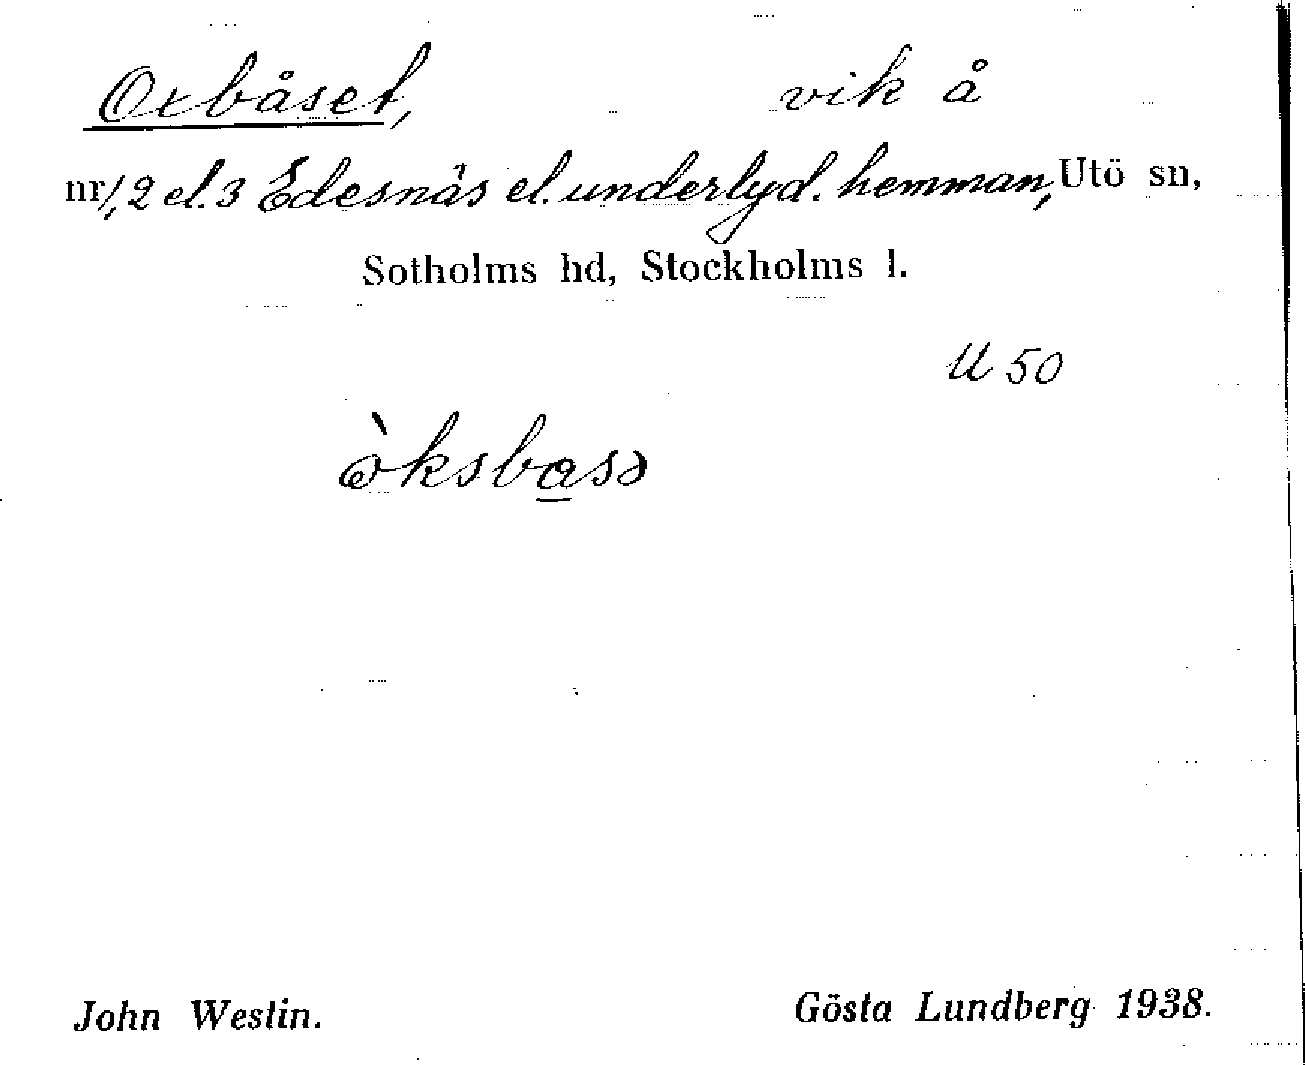 Oxbåset, vik å
nr 1, 2 el. 3 Edesnäs el. underlyd. hemman, Utö sn,
Sotholms hd, Stockholms l.
U 50
òksbasə
John Westin. Gösta Lundberg 1938.